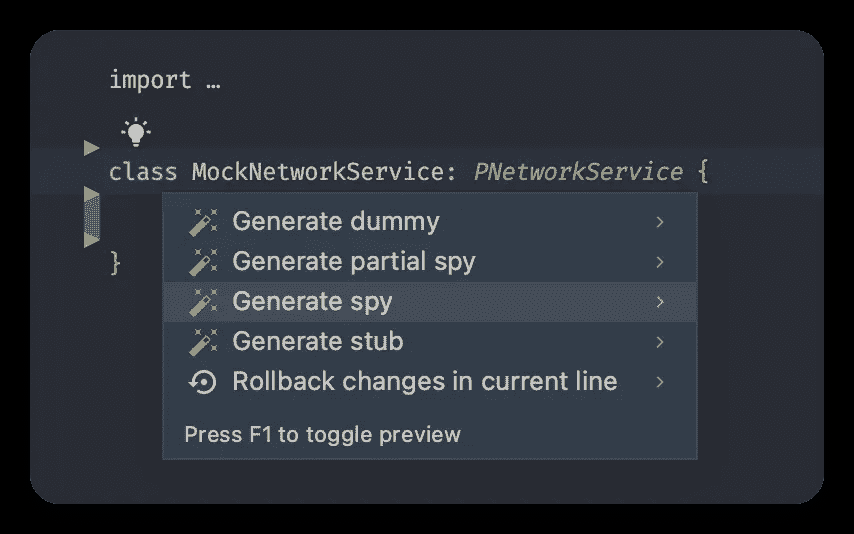 import …
class MockNetworkService: PNetworkService {
Generate dummy
Generate partial spy
Generate spy
Generate stub
Rollback changes in current line
Press F1 to toggle preview
}